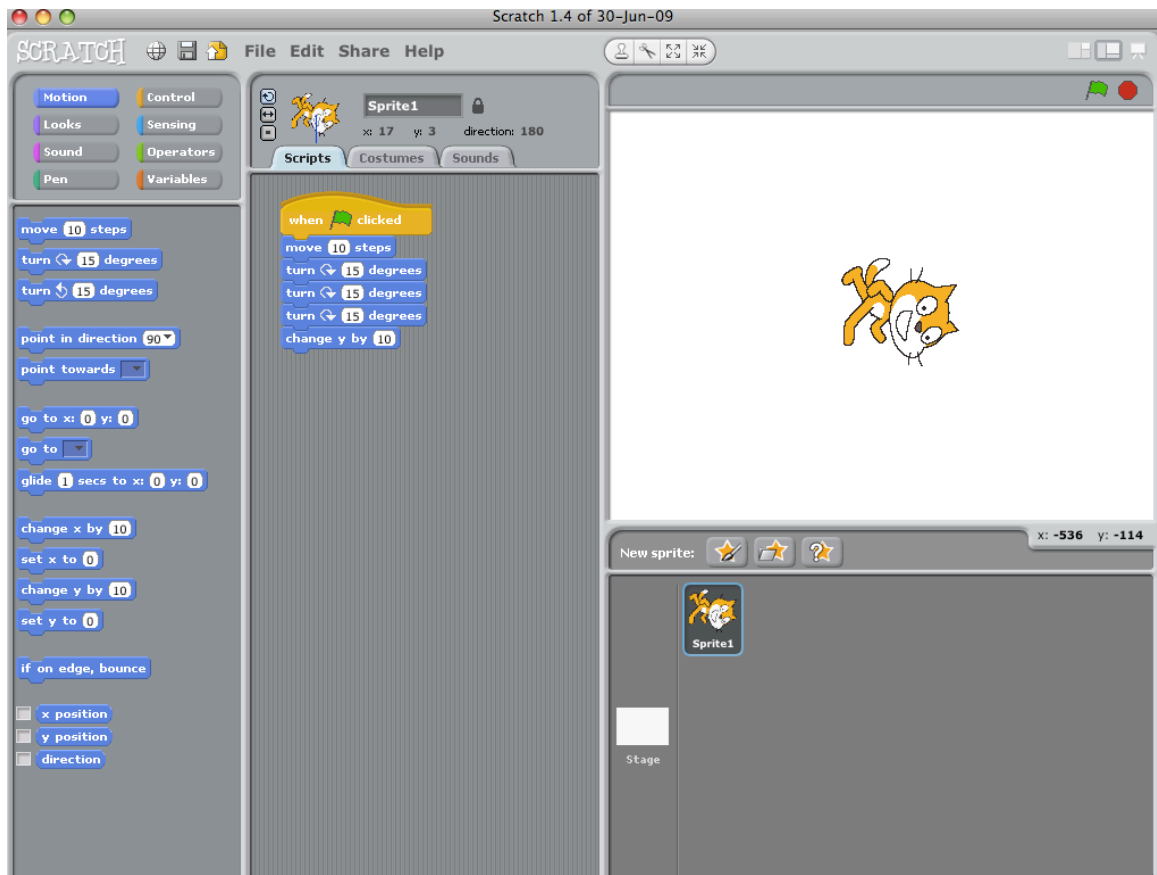 Scratch 1.4 of 30-Jun-09
SCRATCH File Edit Share Help
Motion Control
Looks Sensing
Sound Operators
Pen Variables
move 10 steps
turn 15 degrees
turn 15 degrees
point in direction 90
point towards
go to x: 0 y: 0
go to
glide 1 secs to x: 0 y: 0
change x by 10
set x to 0
change y by 10
set y to 0
if on edge, bounce
x position
y position
direction
Sprite1
x: 17 y: 3 direction: 180
Scripts Costumes Sounds
when clicked
move 10 steps
turn 15 degrees
turn 15 degrees
turn 15 degrees
change y by 10
x: -536 y: -114
New sprite:
Sprite1
Stage